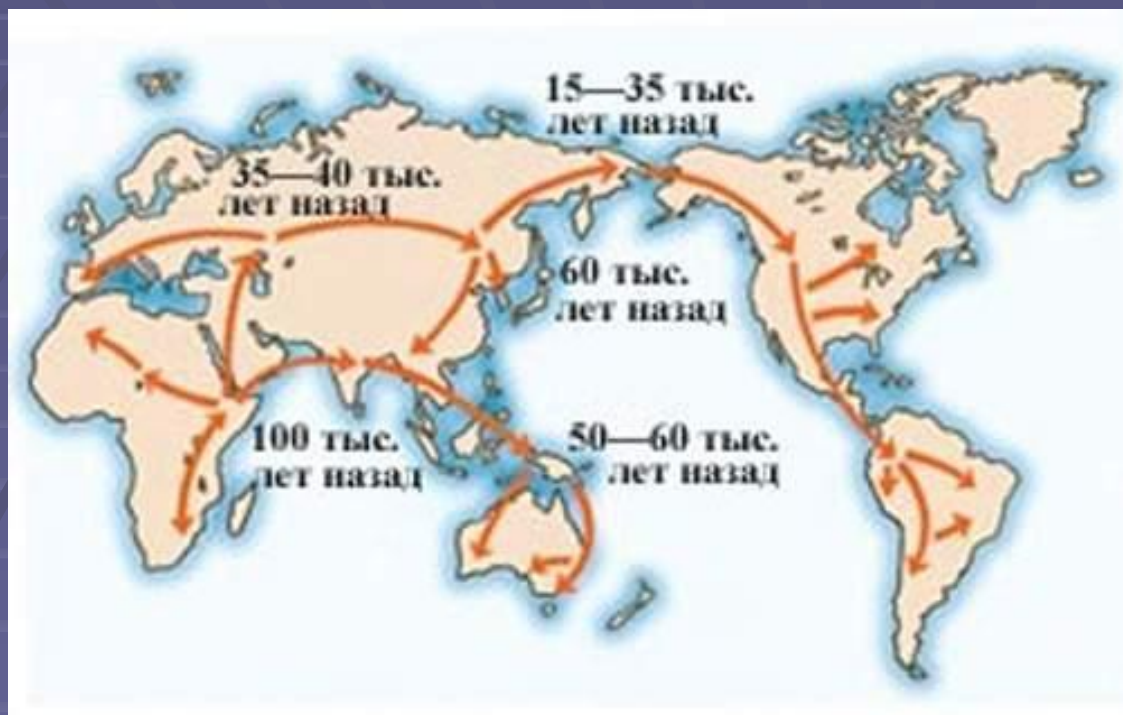 15—35 тыс.
лет назад
35—40 тыс.
лет назад
60 тыс.
лет назад
100 тыс.
лет назад
50—60 тыс.
лет назад